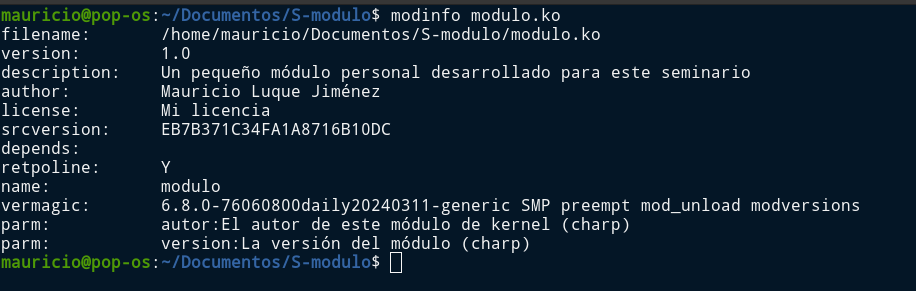 mauricio@pop-os:~/Documentos/S-modulo$ modinfo modulo.ko
filename:       /home/mauricio/Documentos/S-modulo/modulo.ko
version:        1.0
description:    Un pequeño módulo personal desarrollado para este seminario
author:         Mauricio Luque Jiménez
license:        Mi licencia
srcversion:     EB7B371C34FA1A8716B10DC
depends:
retpoline:      Y
name:           modulo
vermagic:       6.8.0-76060800daily20240311-generic SMP preempt mod_unload modversions
parm:           autor:El autor de este módulo de kernel (charp)
parm:           version:La versión del módulo (charp)
mauricio@pop-os:~/Documentos/S-modulo$